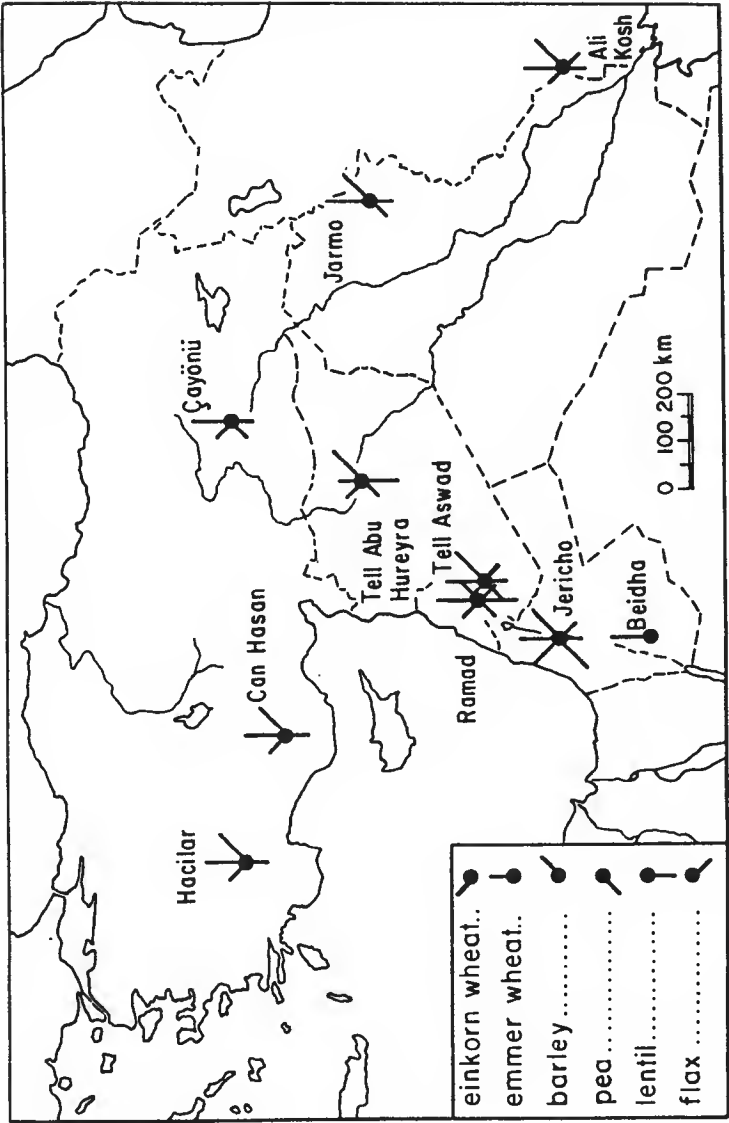 Hacilar
Can Hasan
Çayönü
Jarmo
Ali
Kosh
Tell Abu
Hureyra
Tell Aswad
Ramad
Jericho
Beidha
0 100 200 km
einkorn wheat..
emmer wheat..
barley..........
pea.............
lentil...........
flax.............